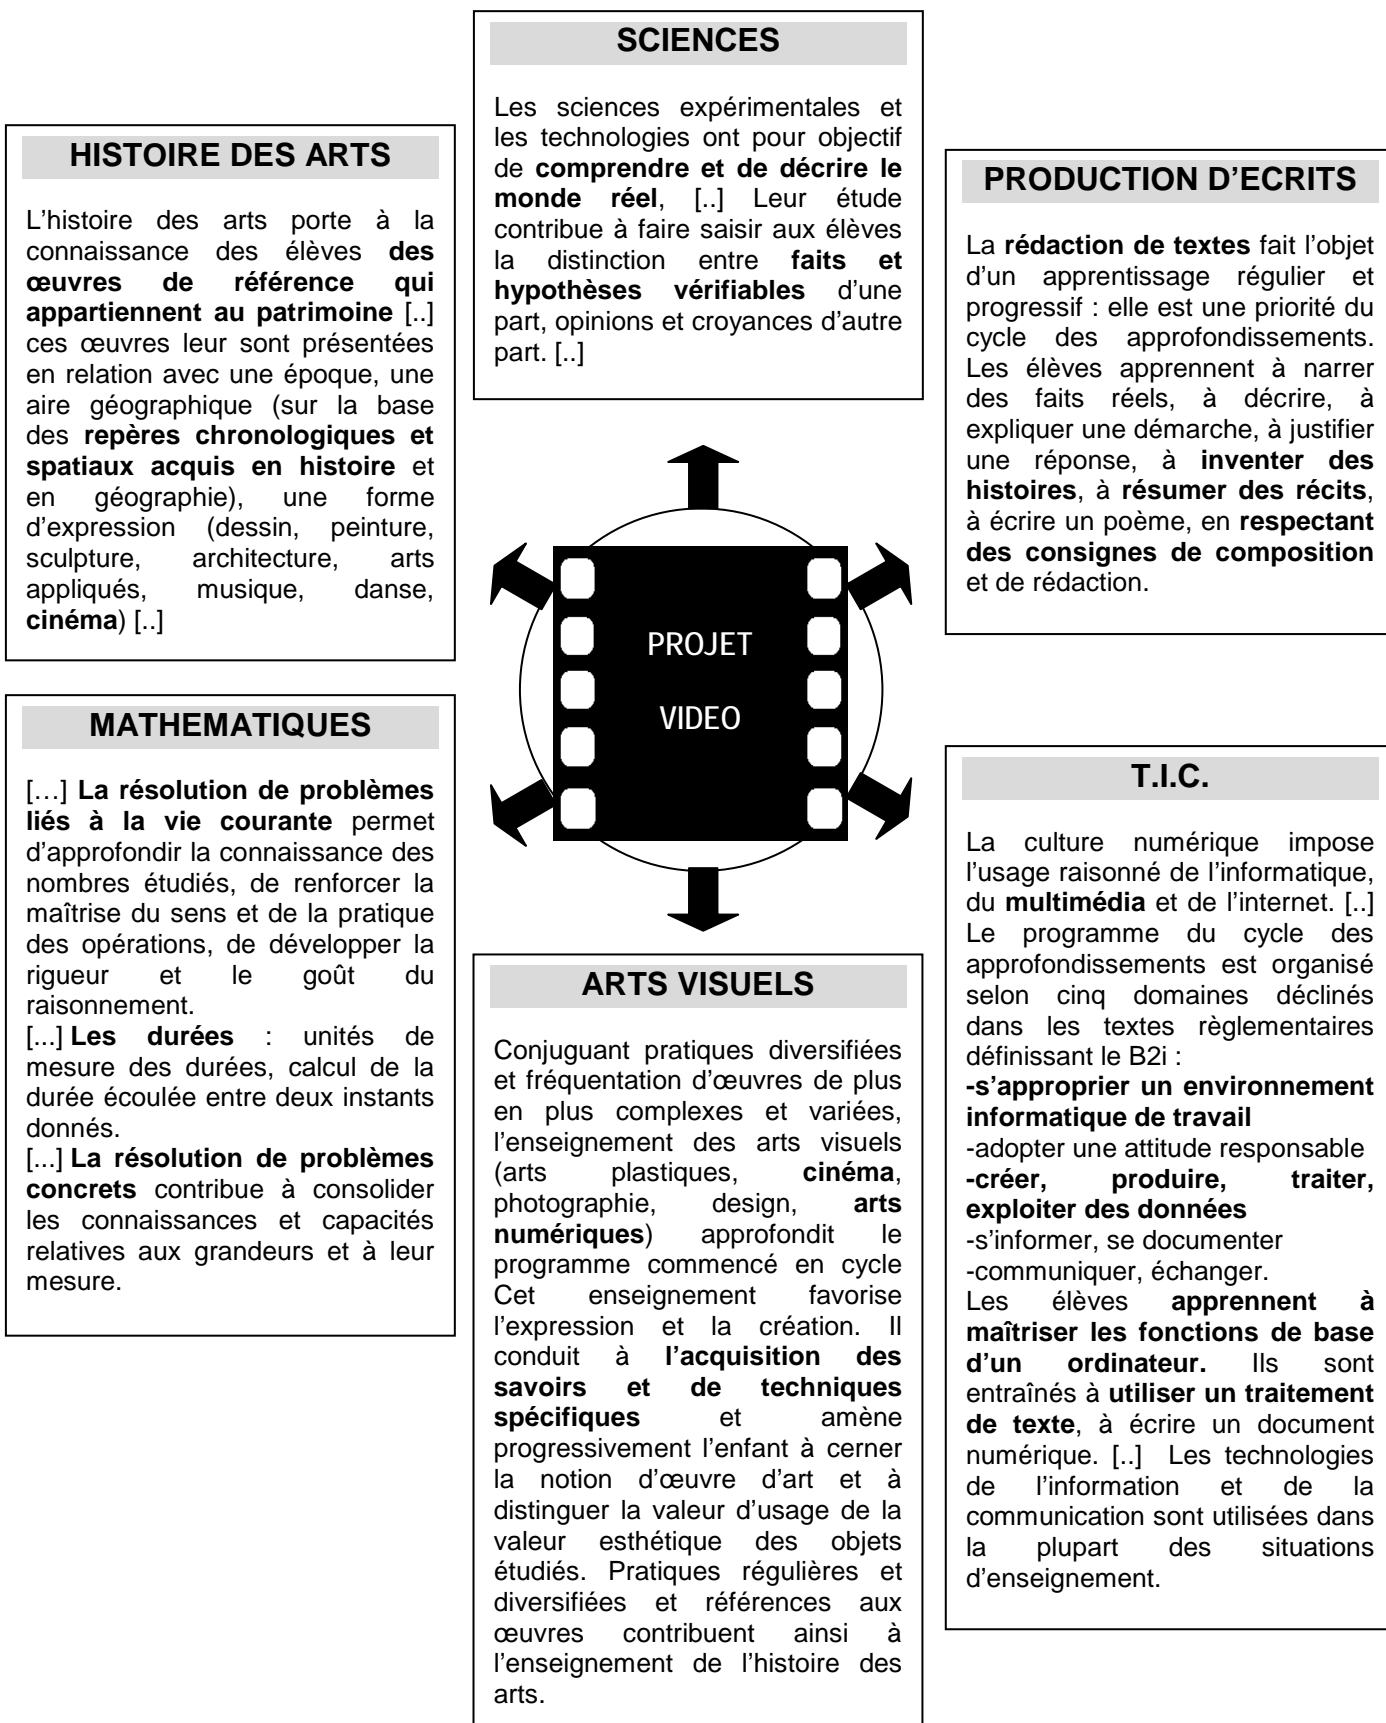 SCIENCES
Les sciences expérimentales et
les technologies ont pour objectif
de comprendre et de décrire le
monde réel, [..] Leur étude
contribue à faire saisir aux élèves
la distinction entre faits et
hypothèses vérifiables d'une
part, opinions et croyances d'autre
part. [..]
HISTOIRE DES ARTS
L'histoire des arts porte à la
connaissance des élèves des
œuvres de référence qui
appartiennent au patrimoine [..]
ces œuvres leur sont présentées
en relation avec une époque, une
aire géographique (sur la base
des repères chronologiques et
spatiaux acquis en histoire et
en géographie), une forme
d'expression (dessin, peinture,
sculpture, architecture, arts
appliqués, musique, danse,
cinéma) [..]
PRODUCTION D'ECRITS
La rédaction de textes fait l'objet
d'un apprentissage régulier et
progressif : elle est une priorité du
cycle des approfondissements.
Les élèves apprennent à narrer
des faits réels, à décrire, à
expliquer une démarche, à justifier
une réponse, à inventer des
histoires, à résumer des récits,
à écrire un poème, en respectant
des consignes de composition
et de rédaction.
PROJET
VIDEO
MATHEMATIQUES
[…] La résolution de problèmes
liés à la vie courante permet
d'approfondir la connaissance des
nombres étudiés, de renforcer la
maîtrise du sens et de la pratique
des opérations, de développer la
rigueur et le goût du
raisonnement.
[...] Les durées : unités de
mesure des durées, calcul de la
durée écoulée entre deux instants
donnés.
[...] La résolution de problèmes
concrets contribue à consolider
les connaissances et capacités
relatives aux grandeurs et à leur
mesure.
ARTS VISUELS
Conjuguant pratiques diversifiées
et fréquentation d'œuvres de plus
en plus complexes et variées,
l'enseignement des arts visuels
(arts plastiques, cinéma,
photographie, design, arts
numériques) approfondit le
programme commencé en cycle
Cet enseignement favorise
l'expression et la création. Il
conduit à l'acquisition des
savoirs et de techniques
spécifiques et amène
progressivement l'enfant à cerner
la notion d'œuvre d'art et à
distinguer la valeur d'usage de la
valeur esthétique des objets
étudiés. Pratiques régulières et
diversifiées et références aux
œuvres contribuent ainsi à
l'enseignement de l'histoire des
arts.
T.I.C.
La culture numérique impose
l'usage raisonné de l'informatique,
du multimédia et de l'internet. [..]
Le programme du cycle des
approfondissements est organisé
selon cinq domaines déclinés
dans les textes règlementaires
définissant le B2i :
-s'approprier un environnement
informatique de travail
-adopter une attitude responsable
-créer, produire, traiter,
exploiter des données
-s'informer, se documenter
-communiquer, échanger.
Les élèves apprennent à
maîtriser les fonctions de base
d'un ordinateur. Ils sont
entraînés à utiliser un traitement
de texte, à écrire un document
numérique. [..] Les technologies
de l'information et de la
communication sont utilisées dans
la plupart des situations
d'enseignement.